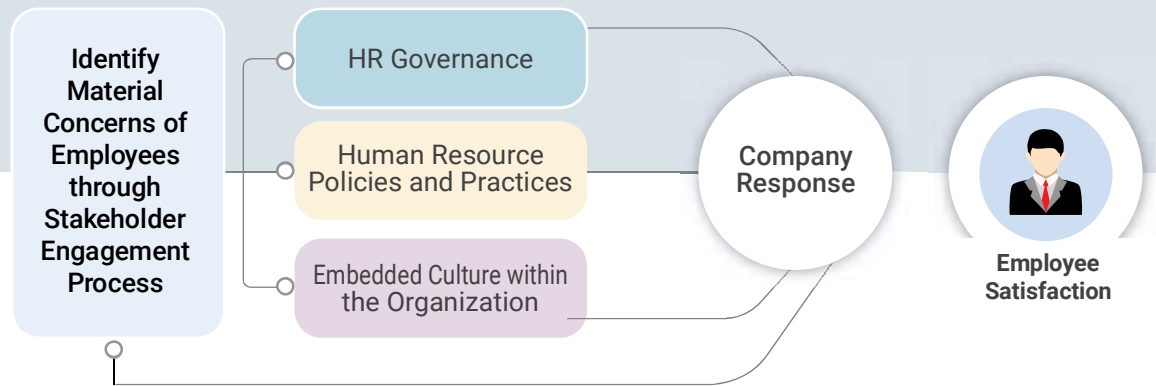 Identify
Material
Concerns of
Employees
through
Stakeholder
Engagement
Process
HR Governance
Human Resource
Policies and Practices
Embedded Culture within
the Organization
Company
Response
Employee
Satisfaction